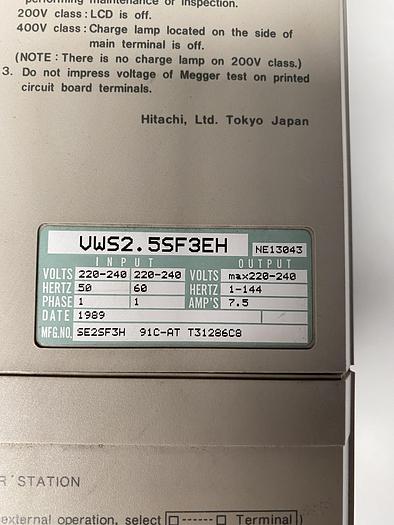 performing maintenance or inspection.
200V class : LCD is off.
400V class : Charge lamp located on the side of
main terminal is off.
(NOTE : There is no charge lamp on 200V class.)
3. Do not impress voltage of Megger test on printed
circuit board terminals.
Hitachi, Ltd. Tokyo Japan
VWS2.5SF3EH NE13043
INPUT OUTPUT
VOLTS 220-240 220-240 VOLTS max220-240
HERTZ 50 60 HERTZ 1-144
PHASE 1 1 AMP'S 7.5
DATE 1989
MFG.NO. SE2SF3H 91C-AT T31286C8
R STATION
external operation, select □------□ Terminal)